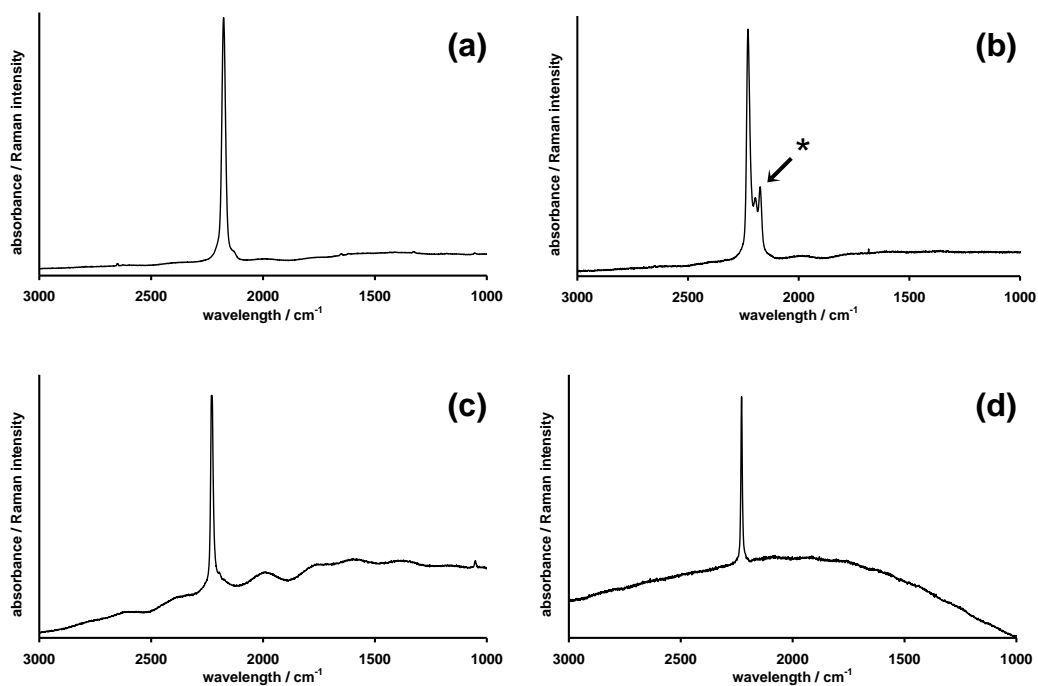 (a)
absorbance / Raman intensity
3000 2500 2000 1500 1000
wavelength / cm-1
(b)
*
absorbance / Raman intensity
3000 2500 2000 1500 1000
wavelength / cm-1
(c)
absorbance / Raman intensity
3000 2500 2000 1500 1000
wavelength / cm-1
(d)
absorbance / Raman intensity
3000 2500 2000 1500 1000
wavelength / cm-1